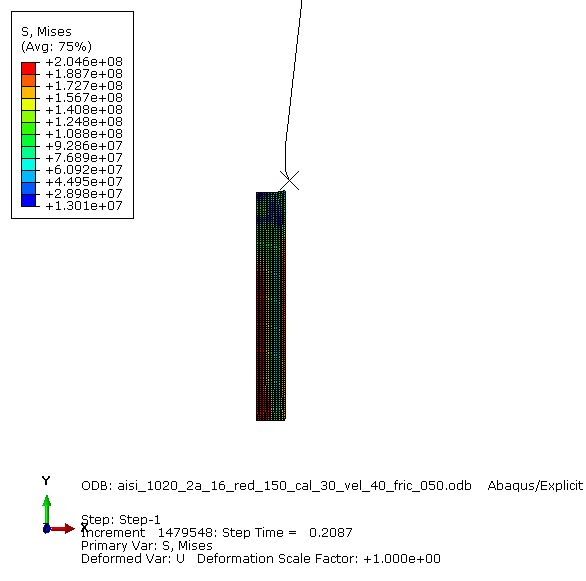 S, Mises
(Avg: 75%)
+2.046e+08
+1.887e+08
+1.727e+08
+1.567e+08
+1.408e+08
+1.248e+08
+1.088e+08
+9.286e+07
+7.689e+07
+6.092e+07
+4.495e+07
+2.898e+07
+1.301e+07
Y
X
Z
ODB: aisi_1020_2a_16_red_150_cal_30_vel_40_fric_050.odb Abaqus/Explicit
Step: Step-1
Increment 1479548: Step Time = 0.2087
Primary Var: S, Mises
Deformed Var: U Deformation Scale Factor: +1.000e+00